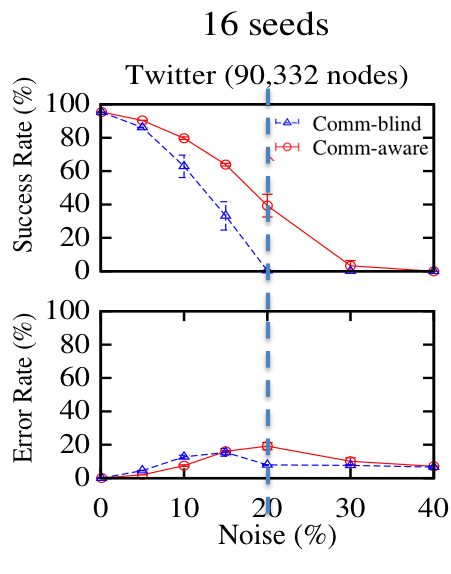 16 seeds
Twitter (90,332 nodes)
Success Rate (%)
100
80
60
40
20
0
Comm-blind
Comm-aware
Error Rate (%)
100
80
60
40
20
0
0 10 20 30 40
Noise (%)